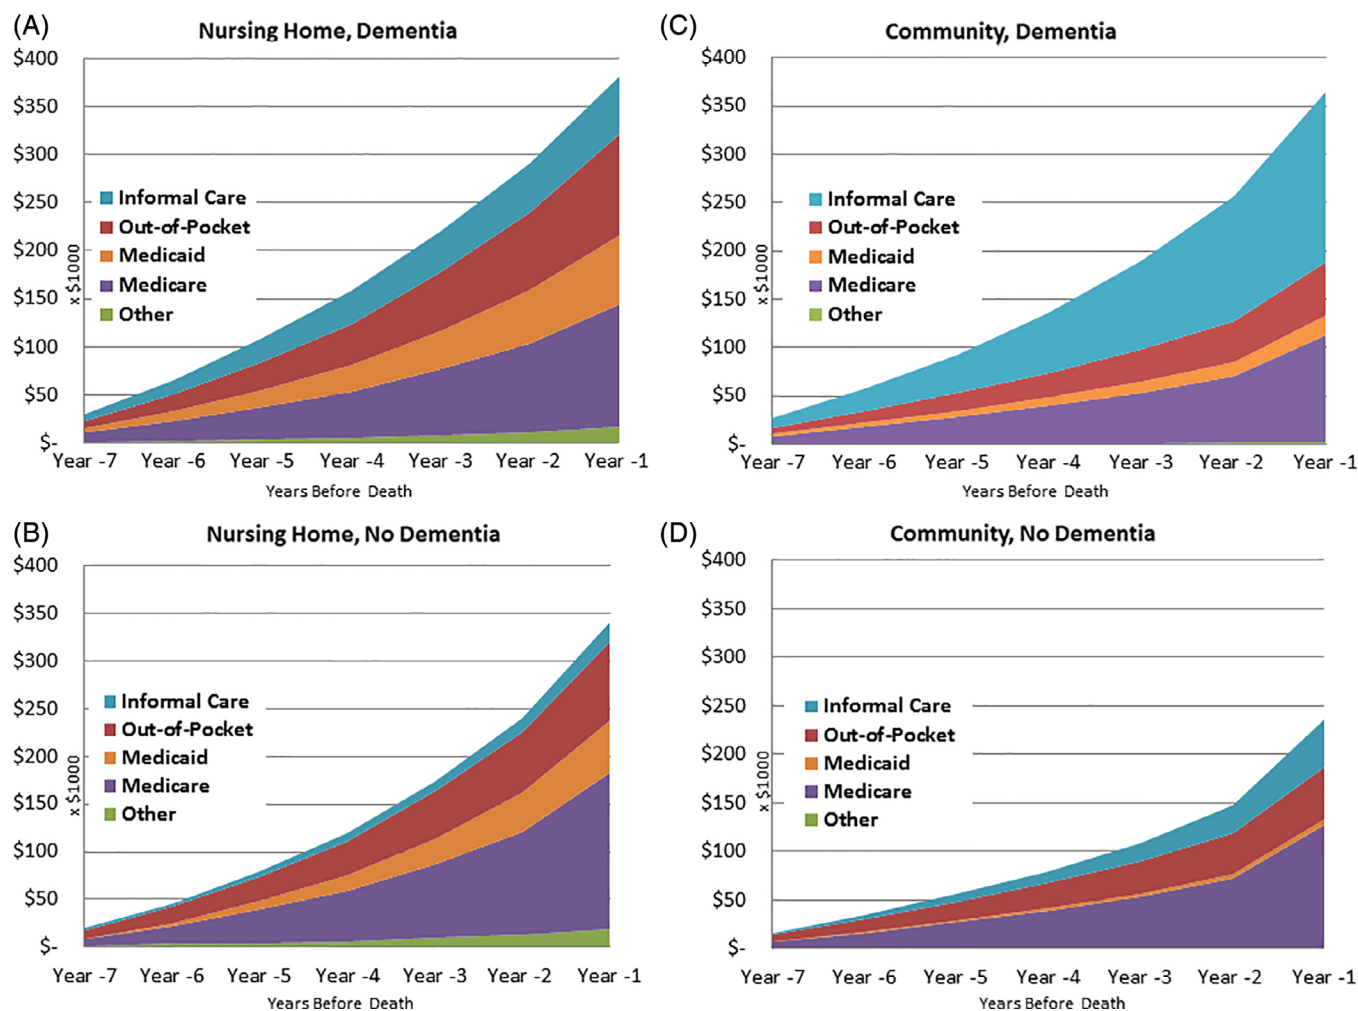 (A)
Nursing Home, Dementia
$400
$350
$300
$250
$200
$150
$100
$50
$-
x $1000
Informal Care
Out-of-Pocket
Medicaid
Medicare
Other
Year -7 Year -6 Year -5 Year -4 Year -3 Year -2 Year -1
Years Before Death
(C)
Community, Dementia
$400
$350
$300
$250
$200
$150
$100
$50
$-
x $1000
Informal Care
Out-of-Pocket
Medicaid
Medicare
Other
Year -7 Year -6 Year -5 Year -4 Year -3 Year -2 Year -1
Years Before Death
(B)
Nursing Home, No Dementia
$400
$350
$300
$250
$200
$150
$100
$50
$-
x $1000
Informal Care
Out-of-Pocket
Medicaid
Medicare
Other
Year -7 Year -6 Year -5 Year -4 Year -3 Year -2 Year -1
Years Before Death
(D)
Community, No Dementia
$400
$350
$300
$250
$200
$150
$100
$50
$-
x $1000
Informal Care
Out-of-Pocket
Medicaid
Medicare
Other
Year -7 Year -6 Year -5 Year -4 Year -3 Year -2 Year -1
Years Before Death